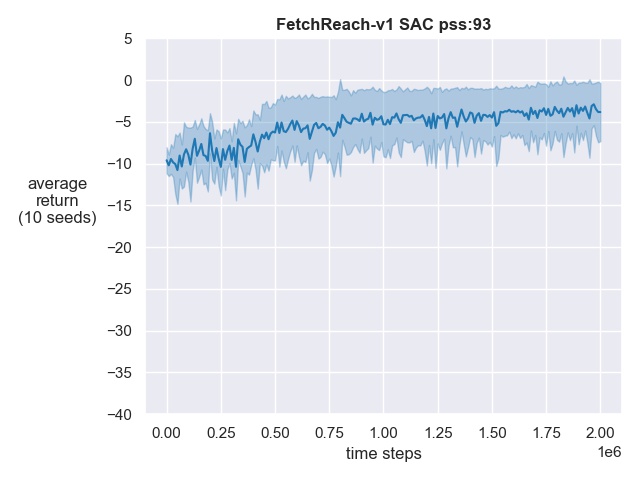 FetchReach-v1 SAC pss:93
5
0
−5
−10
−15
−20
−25
−30
−35
−40
average
return
(10 seeds)
0.00 0.25 0.50 0.75 1.00 1.25 1.50 1.75 2.00
time steps
1e6